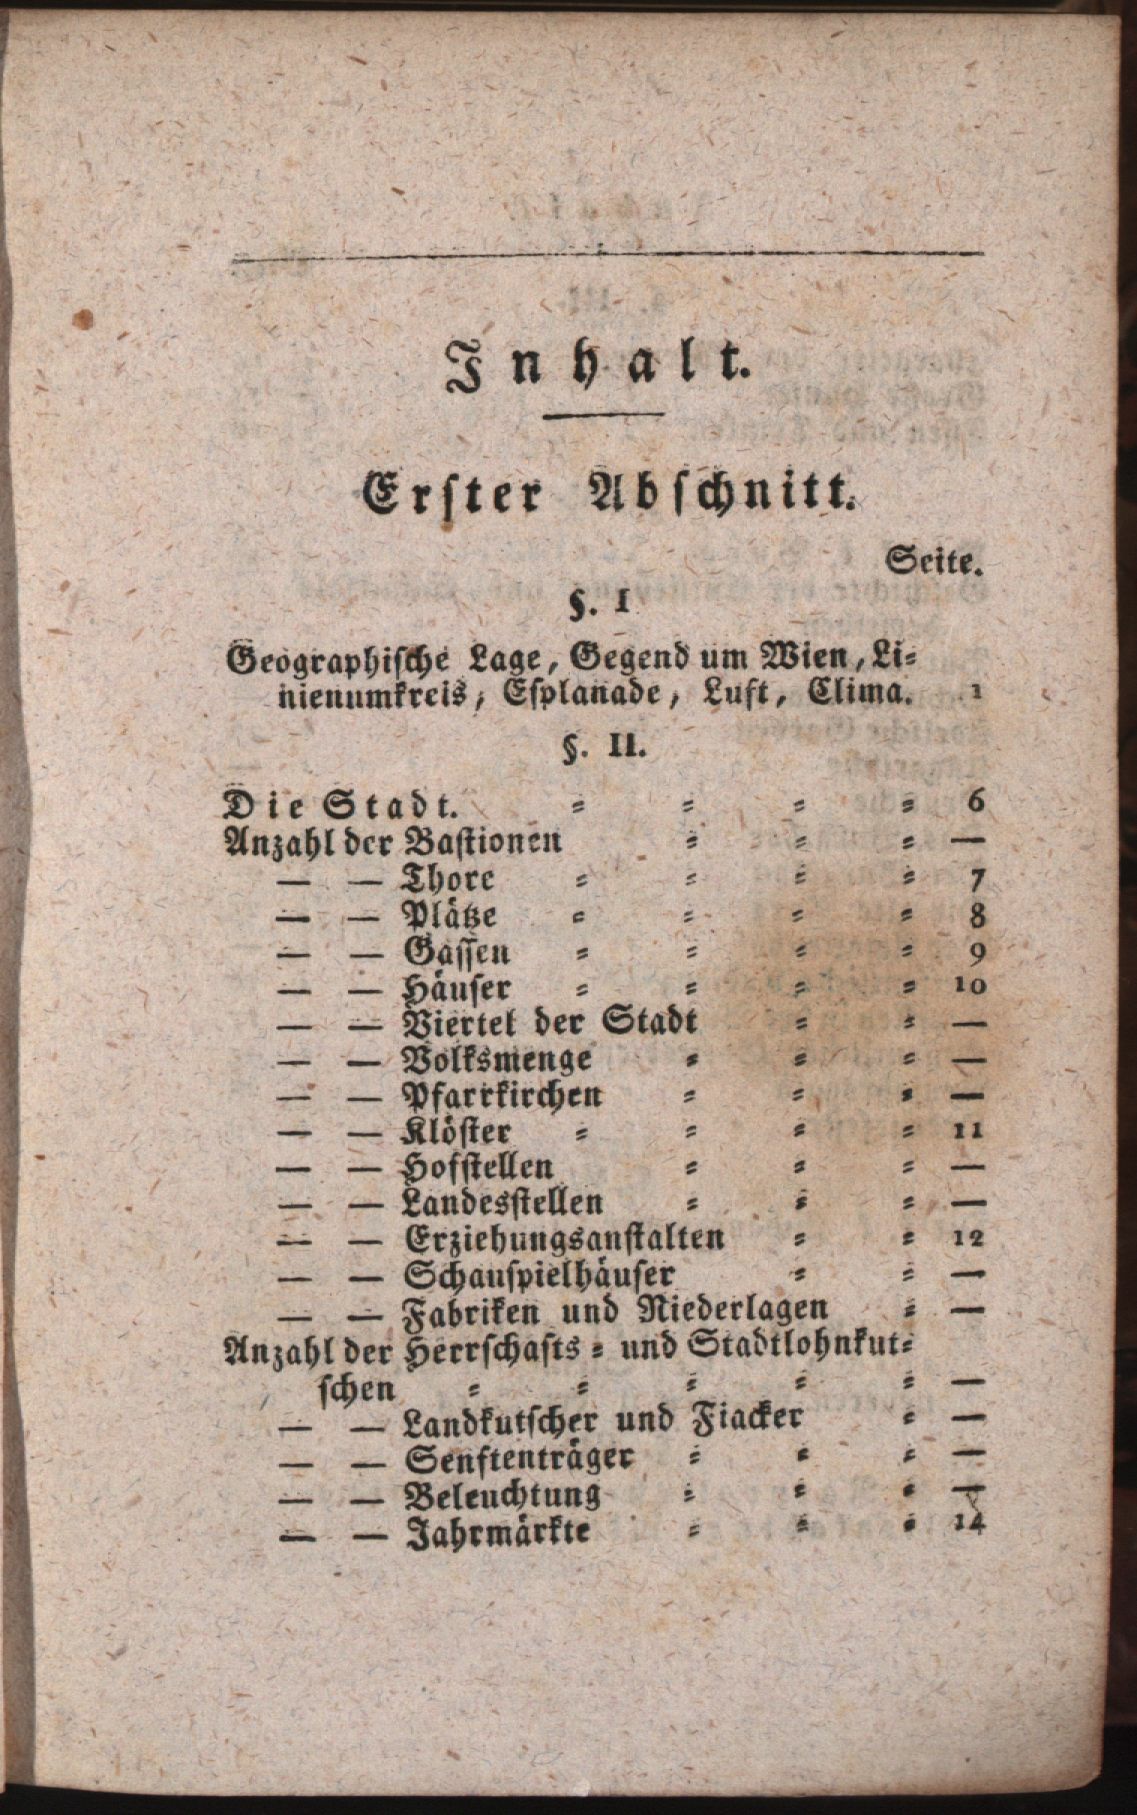 Inhalt.
Erster Abschnitt.
Seite.
§. I
Geographische Lage, Gegend um Wien, Li=
nienumkreis, Esplanade, Luft, Clima. 1
§. II.
Die Stadt. = = = = 6
Anzahl der Bastionen = = = —
— — Thore = = = = 7
— — Plätze = = = = 8
— — Gassen = = = = 9
— — Häuser = = = = 10
— — Viertel der Stadt = = —
— — Volksmenge = = = —
— — Pfarrkirchen = = = —
— — Klöster = = = = 11
— — Hofstellen = = = —
— — Landesstellen = = = —
— — Erziehungsanstalten = = 12
— — Schauspielhäuser = = —
— — Fabriken und Niederlagen = —
Anzahl der Herrschafts = und Stadtlohnkut=
schen = = = = = —
— — Landkutscher und Fiacker = —
— — Senftenträger = = = —
— — Beleuchtung = = = —
— — Jahrmärkte = = = 14